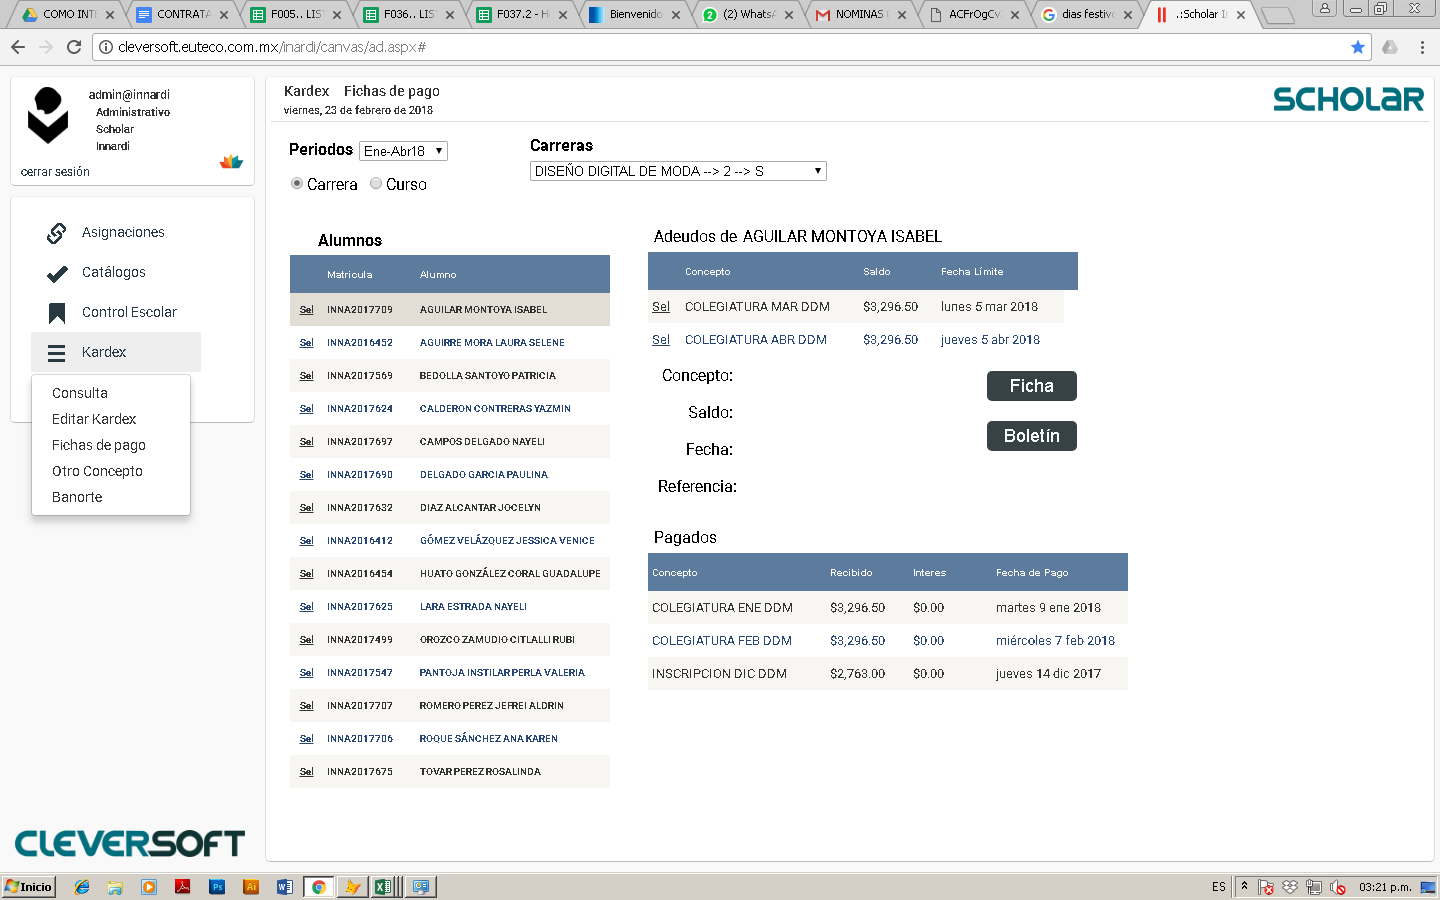 COMO INTE
CONTRATA
F005.. LIST
F036.. LIST
F037.2 - H
Bienvenido
(2) WhatsA
NOMINAS
ACFrOgCv
dias festivo
.:Scholar In
cleversoft.euteco.com.mx/inardi/canvas/ad.aspx#
admin@innardi
Administrativo
Scholar
Innardi
cerrar sesión
Asignaciones
Catálogos
Control Escolar
Kardex
Consulta
Editar Kardex
Fichas de pago
Otro Concepto
Banorte
CLEVERSOFT
Kardex Fichas de pago
viernes, 23 de febrero de 2018
SCHOLAR
Periodos Ene-Abr18
Carrera Curso
Carreras
DISEÑO DIGITAL DE MODA --> 2 --> S
Alumnos
Matricula Alumno
Sel INNA2017709 AGUILAR MONTOYA ISABEL
Sel INNA2016452 AGUIRRE MORA LAURA SELENE
Sel INNA2017569 BEDOLLA SANTOYO PATRICIA
Sel INNA2017624 CALDERON CONTRERAS YAZMIN
Sel INNA2017697 CAMPOS DELGADO NAYELI
Sel INNA2017690 DELGADO GARCIA PAULINA
Sel INNA2017632 DIAZ ALCANTAR JOCELYN
Sel INNA2016412 GÓMEZ VELÁZQUEZ JESSICA VENICE
Sel INNA2016454 HUATO GONZÁLEZ CORAL GUADALUPE
Sel INNA2017625 LARA ESTRADA NAYELI
Sel INNA2017499 OROZCO ZAMUDIO CITLALLI RUBI
Sel INNA2017547 PANTOJA INSTILAR PERLA VALERIA
Sel INNA2017707 ROMERO PEREZ JEFREI ALDRIN
Sel INNA2017706 ROQUE SÁNCHEZ ANA KAREN
Sel INNA2017675 TOVAR PEREZ ROSALINDA
Adeudos de AGUILAR MONTOYA ISABEL
Concepto Saldo Fecha Límite
Sel COLEGIATURA MAR DDM $3,296.50 lunes 5 mar 2018
Sel COLEGIATURA ABR DDM $3,296.50 jueves 5 abr 2018
Concepto:
Saldo:
Fecha:
Referencia:
Ficha
Boletín
Pagados
Concepto Recibido Interes Fecha de Pago
COLEGIATURA ENE DDM $3,296.50 $0.00 martes 9 ene 2018
COLEGIATURA FEB DDM $3,296.50 $0.00 miércoles 7 feb 2018
INSCRIPCION DIC DDM $2,763.00 $0.00 jueves 14 dic 2017
Inicio
Ps
Ai
ES
03:21 p.m.